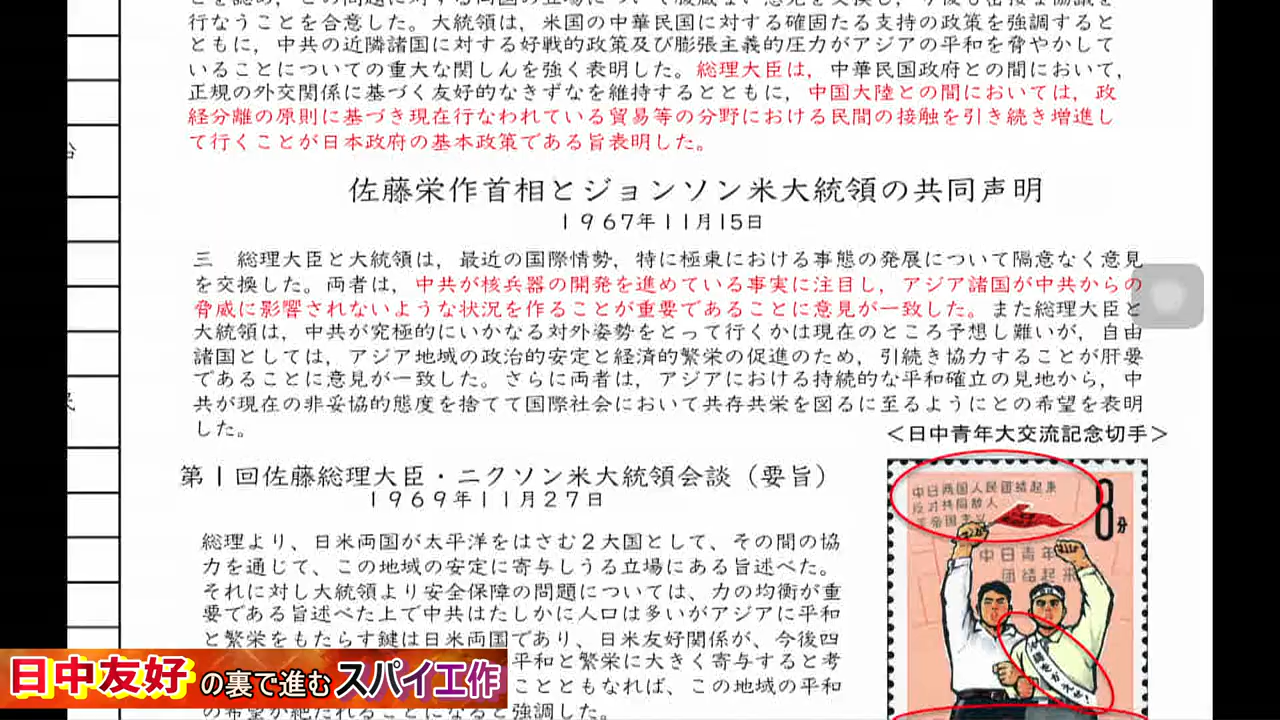 行なうことを合意した。大統領は，米国の中華民国に対する確固たる支持の政策を強調すると
ともに，中共の近隣諸国に対する好戦的政策及び膨張主義的圧力がアジアの平和を脅やかして
いることについての重大な関しんを強く表明した。総理大臣は，中華民国政府との間において，
正規の外交関係に基づく友好的なきずなを維持するとともに，中国大陸との間においては，政
経分離の原則に基づき現在行なわれている貿易等の分野における民間の接触を引き続き増進し
て行くことが日本政府の基本政策である旨表明した。
佐藤栄作首相とジョンソン米大統領の共同声明
１９６７年１１月15日
三　総理大臣と大統領は，最近の国際情勢，特に極東における事態の発展について隔意なく意見
を交換した。両者は，中共が核兵器の開発を進めている事実に注目し，アジア諸国が中共からの
脅威に影響されないような状況を作ることが重要であることに意見が一致した。また総理大臣と
大統領は，中共が究極的にいかなる対外姿勢をとって行くかは現在のところ予想し難いが，自由
諸国としては，アジア地域の政治的安定と経済的繁栄の促進のため，引続き協力することが肝要
であることに意見が一致した。さらに両者は，アジアにおける持続的な平和確立の見地から，中
共が現在の非妥協的態度を捨てて国際社会において共存共栄を図るに至るようにとの希望を表明
した。
＜日中青年大交流記念切手＞
第１回佐藤総理大臣・ニクソン米大統領会談（要旨）
１９６９年１１月２７日
総理より、日米両国が太平洋をはさむ２大国として、その間の協
力を通じて、この地域の安定に寄与しうる立場にある旨述べた。
それに対し大統領より安全保障の問題については、力の均衡が重
要である旨述べた上で中共はたしかに人口は多いがアジアに平和
と繁栄をもたらす鍵は日米両国であり、日米友好関係が、今後四
平和と繁栄に大きく寄与すると考
こともなれば、この地域の平和
の希望が絶たれることになると強調した。
中日两国人民团结起来
反对共同敌人
美帝国主义
8分
中日青年
团结起来
日中友好の裏で進むスパイ工作